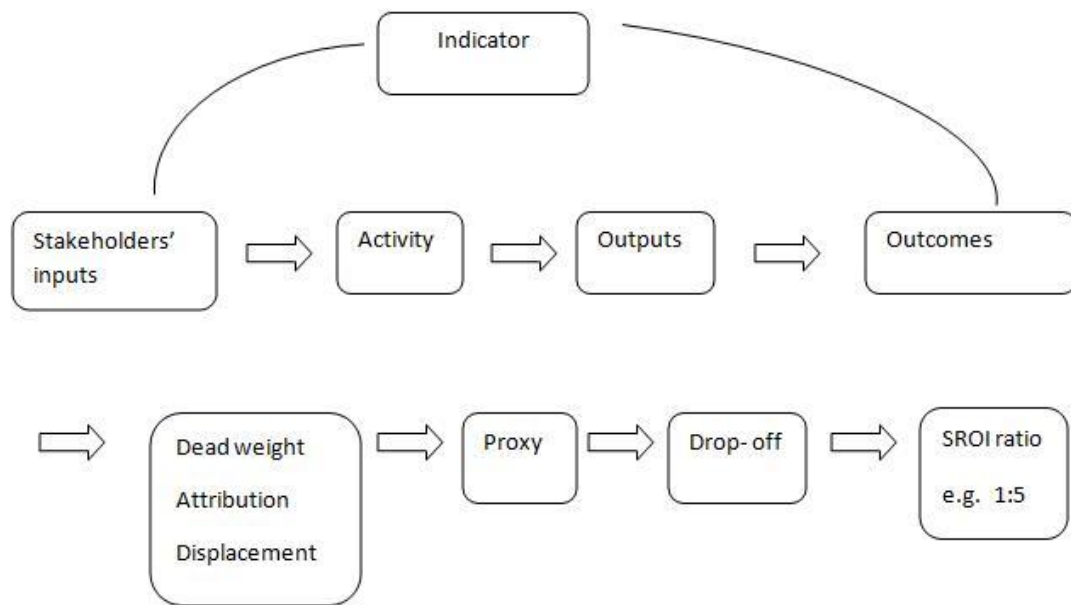 Indicator
Stakeholders’
inputs
Activity
Outputs
Outcomes
Dead weight
Attribution
Displacement
Proxy
Drop- off
SROI ratio
e.g. 1:5